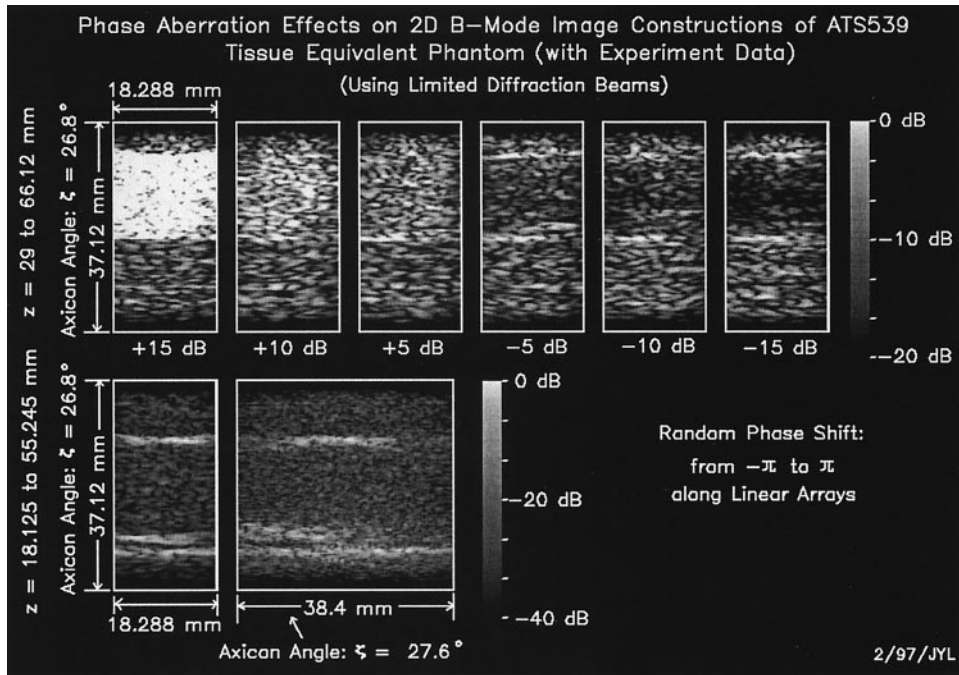 Phase Aberration Effects on 2D B-Mode Image Constructions of ATS539
Tissue Equivalent Phantom (with Experiment Data)
(Using Limited Diffraction Beams)
18.288 mm
z = 29 to 66.12 mm
Axicon Angle: ζ = 26.8°
37.12 mm
0 dB
-10 dB
-20 dB
+15 dB
+10 dB
+5 dB
-5 dB
-10 dB
-15 dB
z = 18.125 to 55.245 mm
Axicon Angle: ζ = 26.8°
37.12 mm
0 dB
-20 dB
-40 dB
Random Phase Shift:
from -π to π
along Linear Arrays
18.288 mm
38.4 mm
Axicon Angle: ζ = 27.6°
2/97/JYL